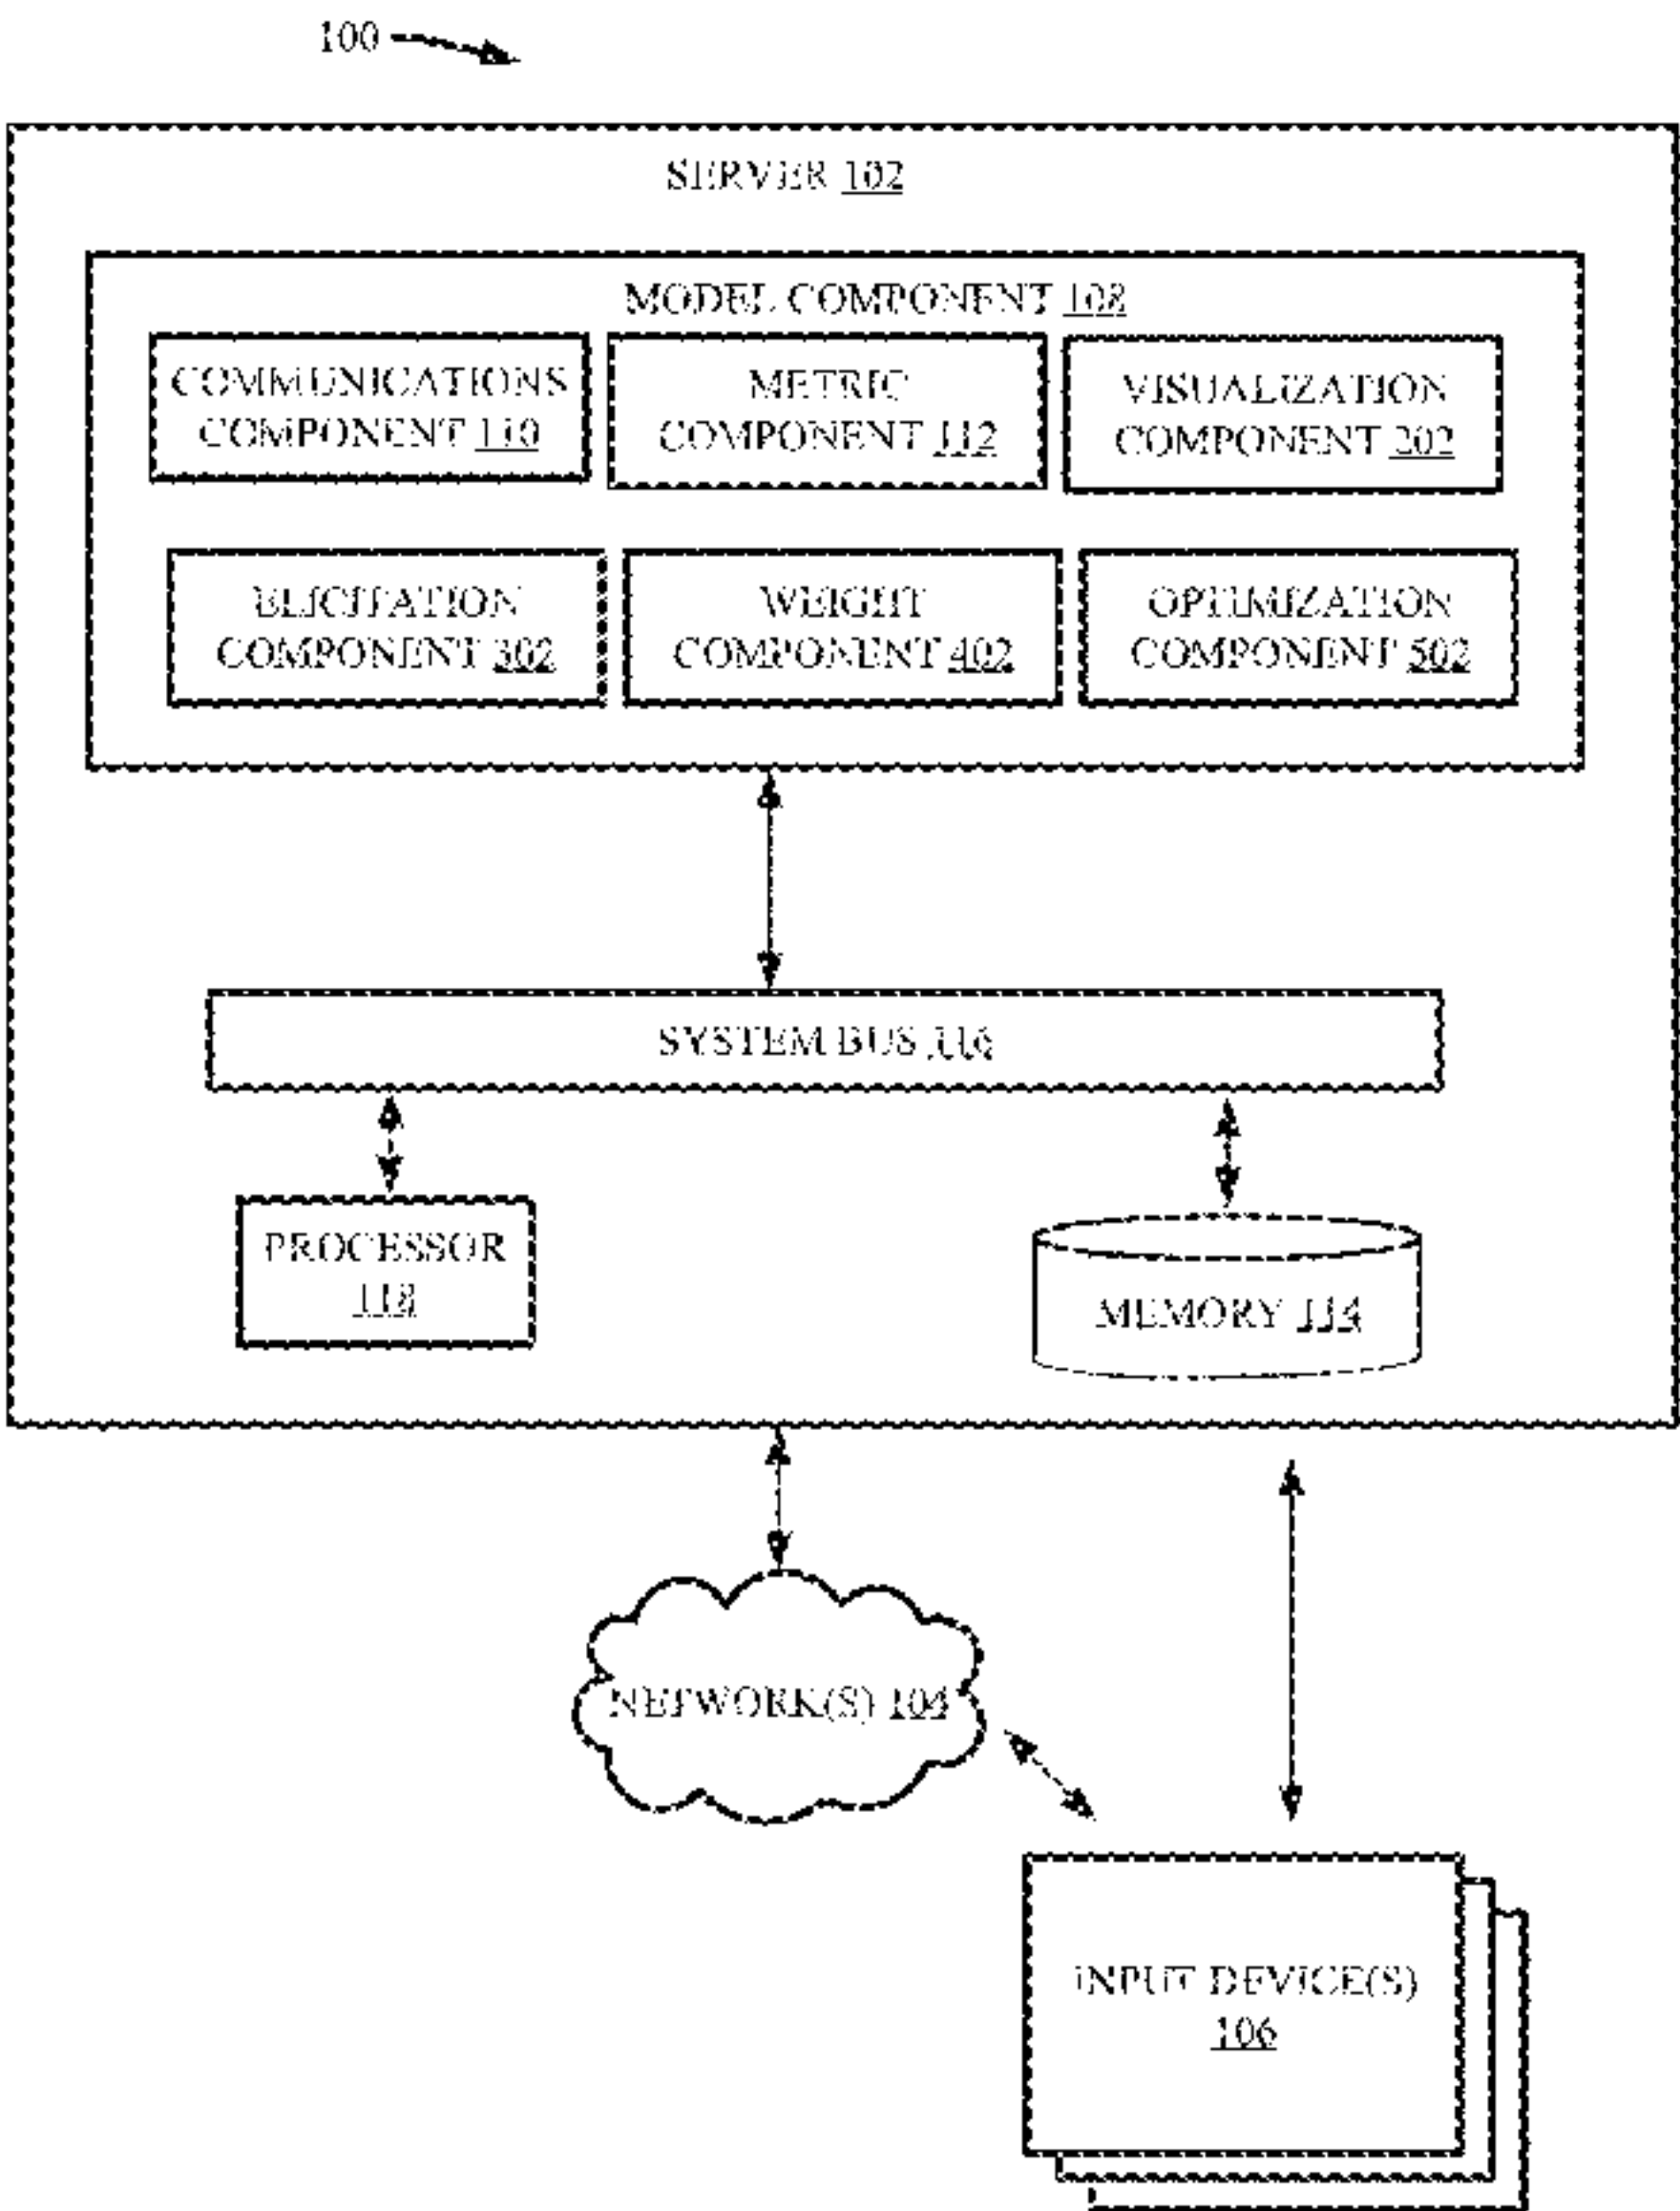 100
SERVER 102
MODEL COMPONENT 108
COMMUNICATIONS
COMPONENT 110
METRIC
COMPONENT 112
VISUALIZATION
COMPONENT 202
ELICITATION
COMPONENT 302
WEIGHT
COMPONENT 402
OPTIMIZATION
COMPONENT 502
SYSTEM BUS 116
PROCESSOR
118
MEMORY 114
NETWORK(S) 104
INPUT DEVICE(S)
106